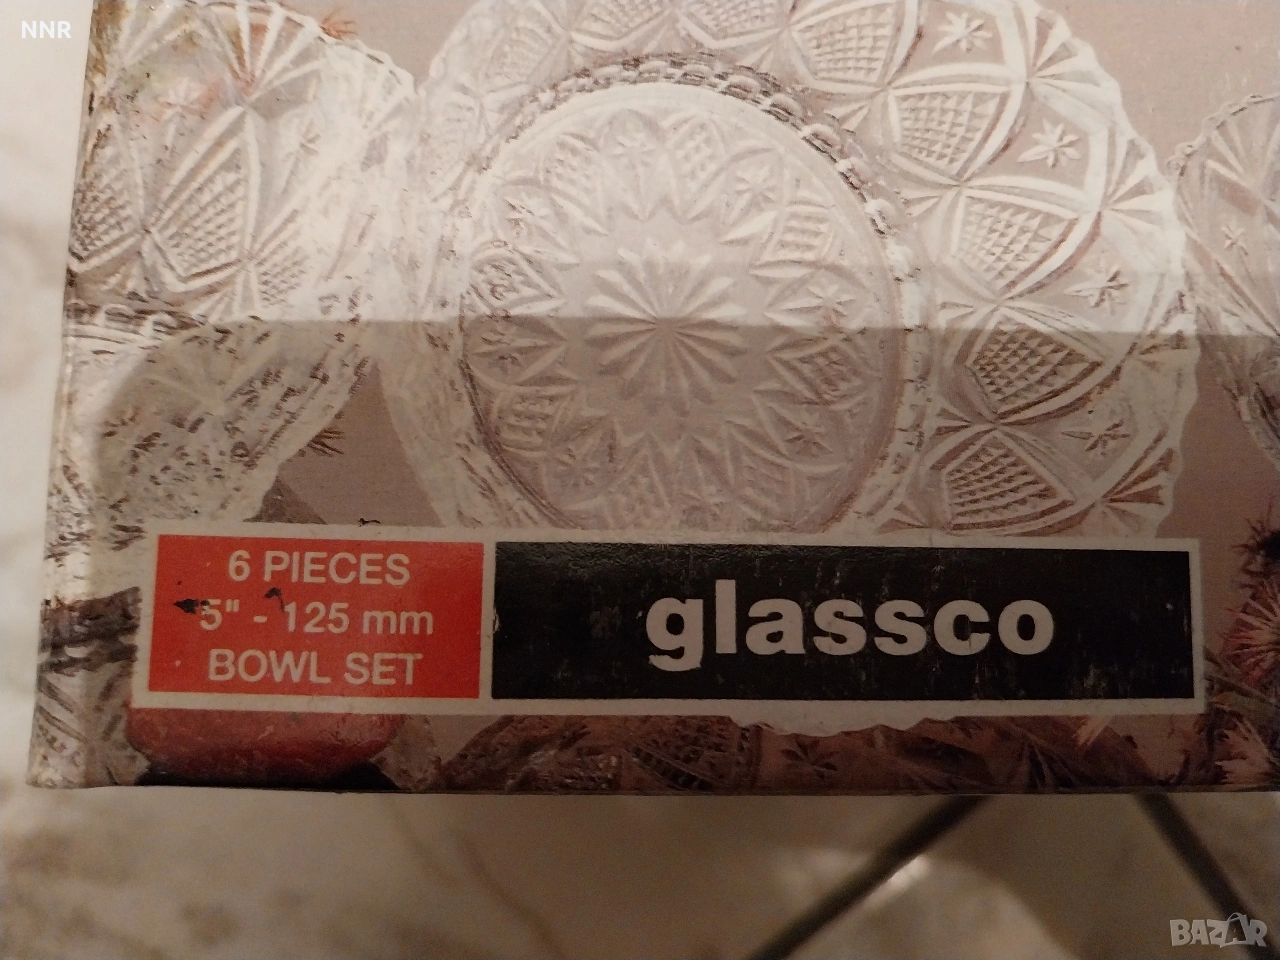 NNR
6 PIECES
5" - 125 mm
BOWL SET
glassco
BAZAR